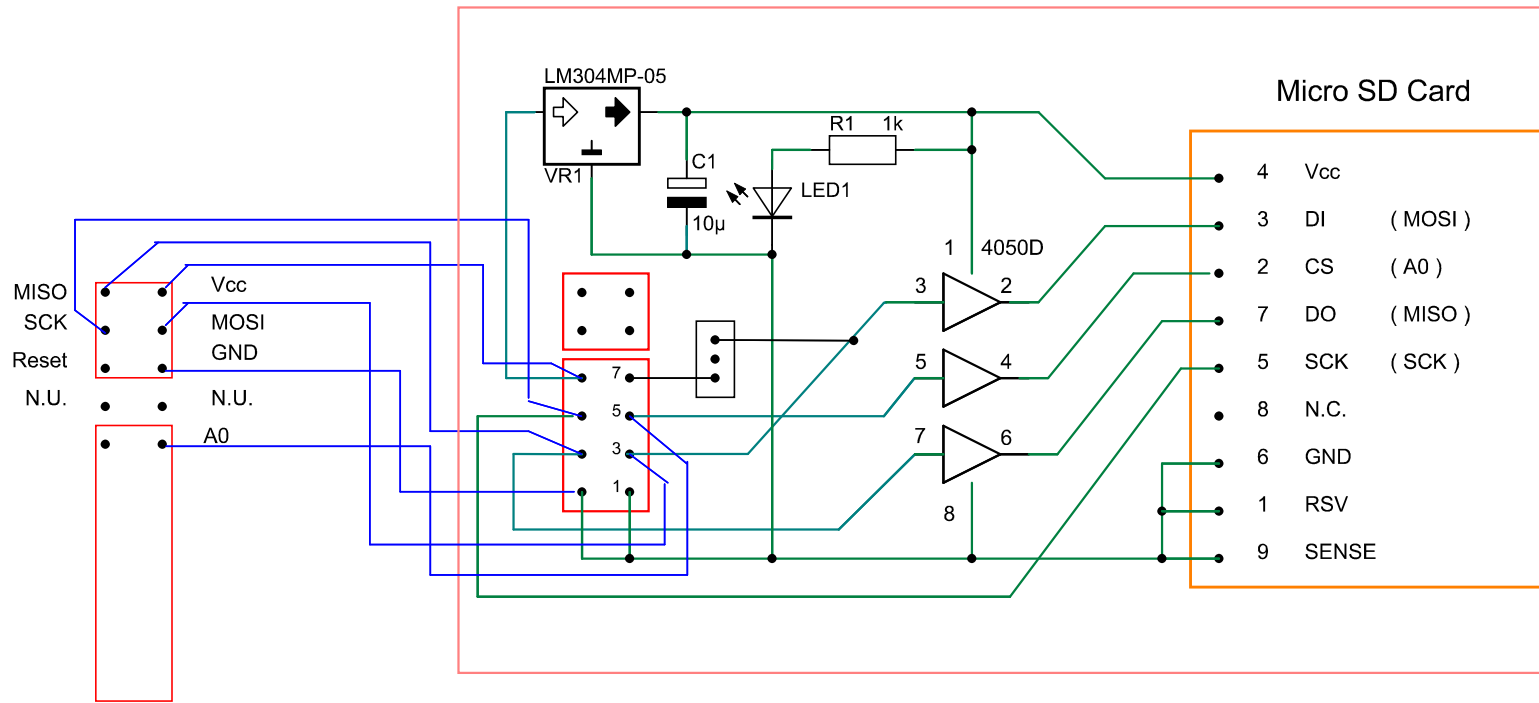 LM304MP-05
VR1
C1
10µ
R1 1k
LED1
Micro SD Card
4 Vcc
3 DI ( MOSI )
2 CS ( A0 )
7 DO ( MISO )
5 SCK ( SCK )
8 N.C.
6 GND
1 RSV
9 SENSE
1 4050D
3 2
5 4
7 6
8
MISO Vcc
SCK MOSI
Reset GND
N.U. N.U.
A0
7
5
3
1